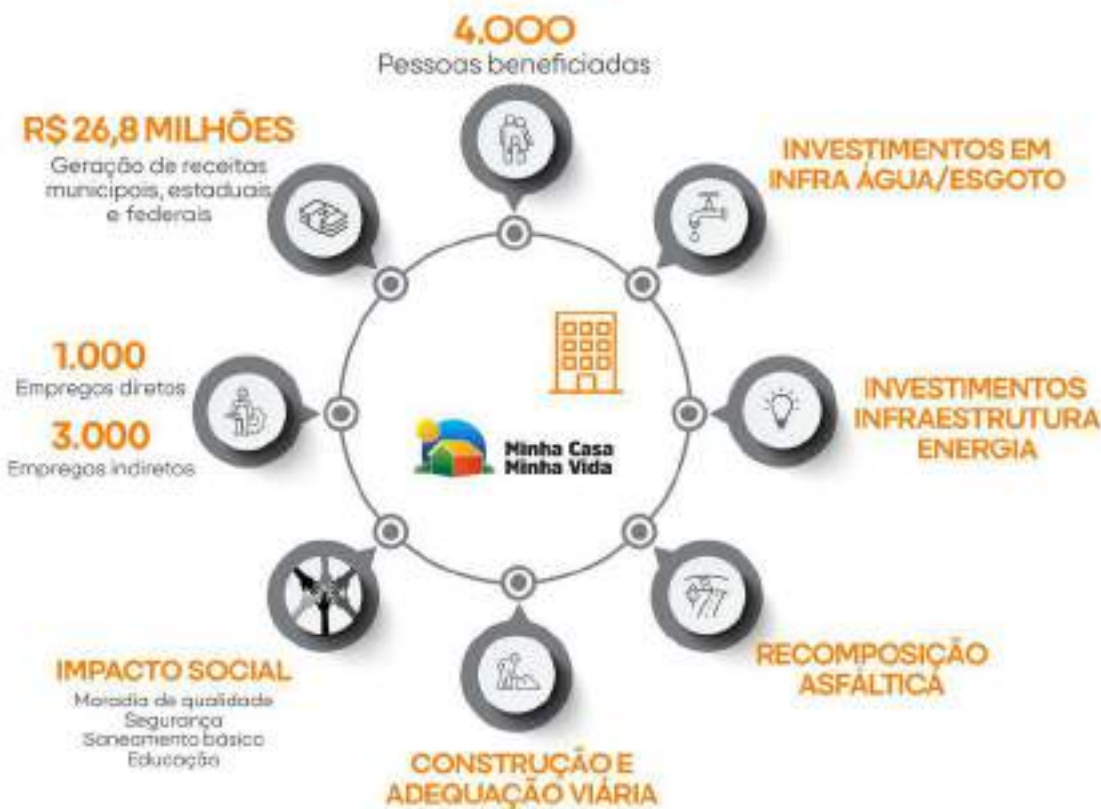 4.000
Pessoas beneficiadas
R$ 26,8 MILHÕES
Geração de receitas
municipais, estaduais
e federais
INVESTIMENTOS EM
INFRA ÁGUA/ESGOTO
1.000
Empregos diretos
3.000
Empregos indiretos
INVESTIMENTOS
INFRAESTRUTURA
ENERGIA
Minha Casa
Minha Vida
IMPACTO SOCIAL
Moradia de qualidade
Segurança
Saneamento básico
Educação
RECOMPOSIÇÃO
ASFÁLTICA
CONSTRUÇÃO E
ADEQUAÇÃO VIÁRIA